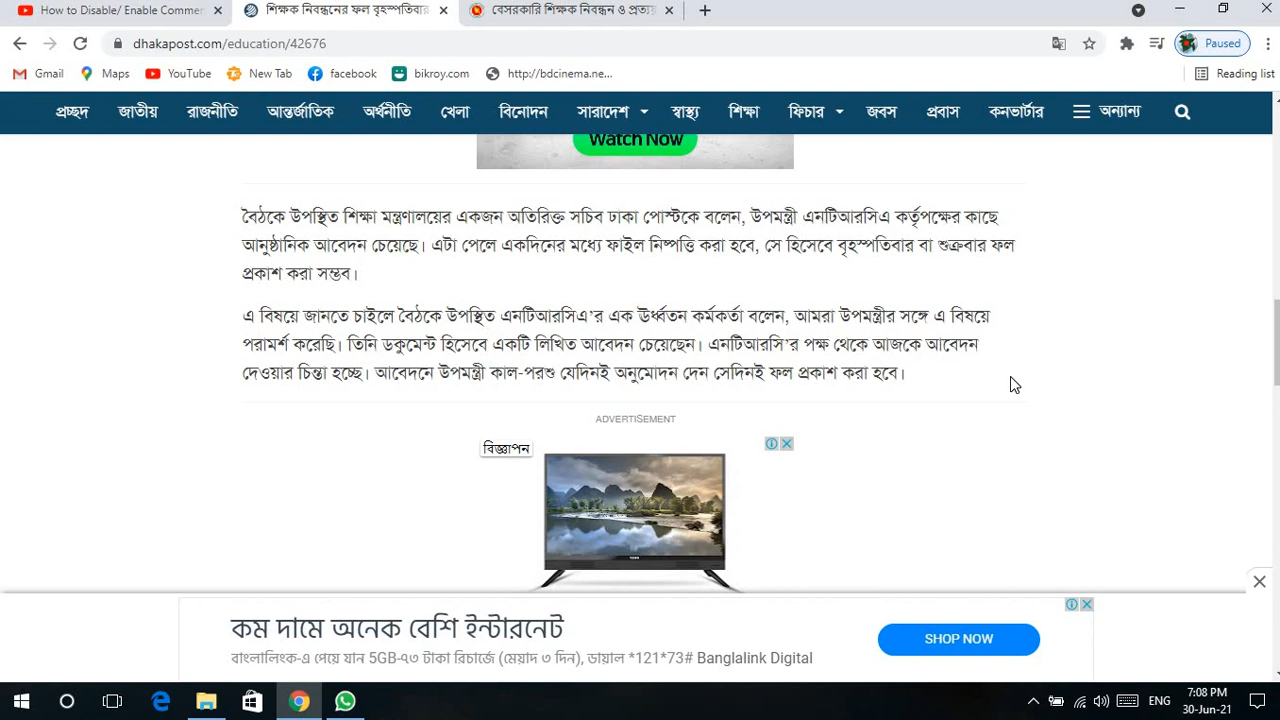 How to Disable/ Enable Commen
শিক্ষক নিবন্ধনের ফল বৃহস্পতিবার
বেসরকারি শিক্ষক নিবন্ধন ও প্রত্যয়
dhakapost.com/education/42676
Paused
Gmail Maps YouTube New Tab facebook bikroy.com http://bdcinema.ne... Reading list
প্রচ্ছদ জাতীয় রাজনীতি আন্তর্জাতিক অর্থনীতি খেলা বিনোদন সারাদেশ স্বাস্থ্য শিক্ষা ফিচার জবস প্রবাস কনভার্টার অন্যান্য
Watch Now
বৈঠকে উপস্থিত শিক্ষা মন্ত্রণালয়ের একজন অতিরিক্ত সচিব ঢাকা পোস্টকে বলেন, উপমন্ত্রী এনটিআরসিএ কর্তৃপক্ষের কাছে
আনুষ্ঠানিক আবেদন চেয়েছে। এটা পেলে একদিনের মধ্যে ফাইল নিষ্পত্তি করা হবে, সে হিসেবে বৃহস্পতিবার বা শুক্রবার ফল
প্রকাশ করা সম্ভব।
এ বিষয়ে জানতে চাইলে বৈঠকে উপস্থিত এনটিআরসিএ’র এক ঊর্ধ্বতন কর্মকর্তা বলেন, আমরা উপমন্ত্রীর সঙ্গে এ বিষয়ে
পরামর্শ করেছি। তিনি ডকুমেন্ট হিসেবে একটি লিখিত আবেদন চেয়েছেন। এনটিআরসি’র পক্ষ থেকে আজকে আবেদন
দেওয়ার চিন্তা হচ্ছে। আবেদনে উপমন্ত্রী কাল-পরশু যেদিনই অনুমোদন দেন সেদিনই ফল প্রকাশ করা হবে।
ADVERTISEMENT
বিজ্ঞাপন
কম দামে অনেক বেশি ইন্টারনেট
SHOP NOW
বাংলালিংক-এ পেয়ে যান 5GB-৭৩ টাকা রিচার্জে (মেয়াদ ৩ দিন), ডায়াল *121*73# Banglalink Digital
ENG
7:08 PM
30-Jun-21